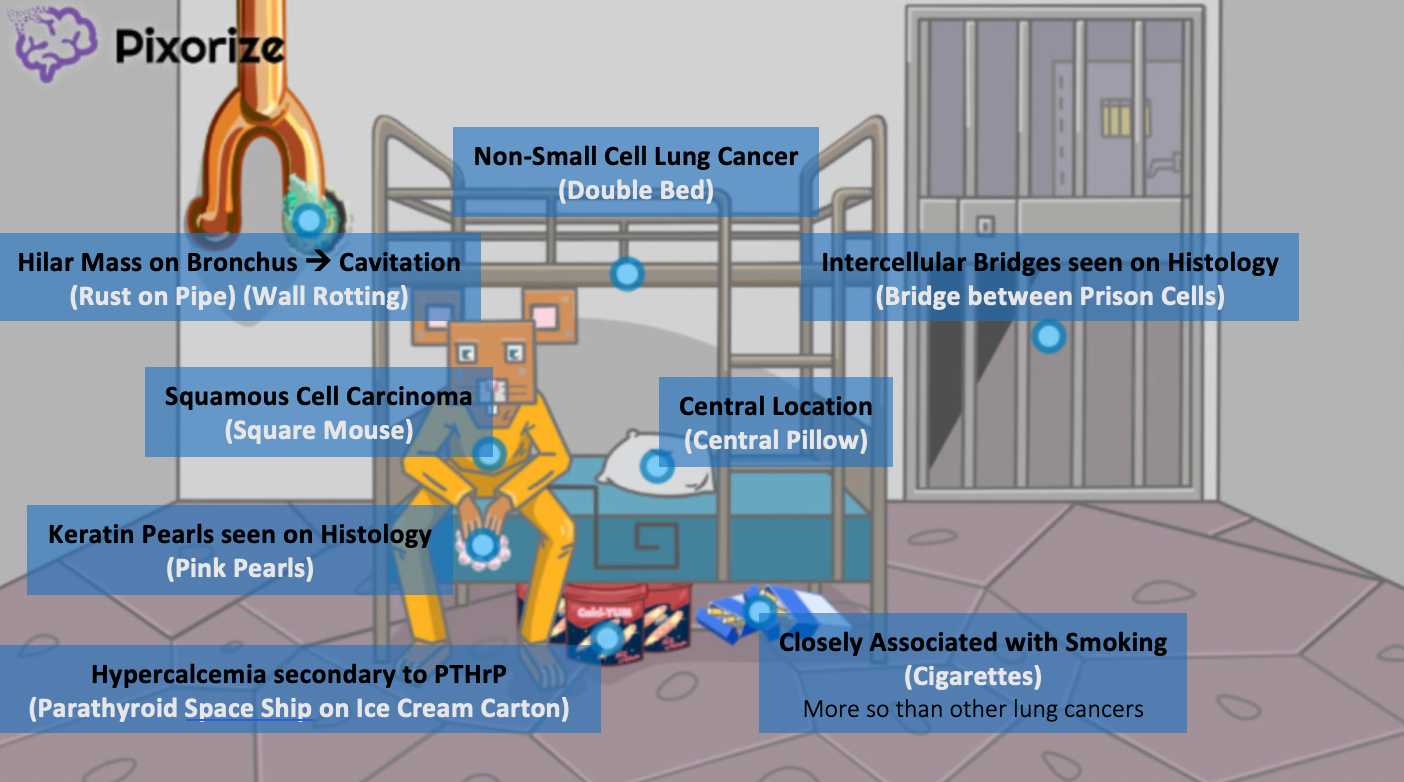 Pixorize
Non-Small Cell Lung Cancer
(Double Bed)
Hilar Mass on Bronchus → Cavitation
(Rust on Pipe) (Wall Rotting)
Intercellular Bridges seen on Histology
(Bridge between Prison Cells)
Squamous Cell Carcinoma
(Square Mouse)
Central Location
(Central Pillow)
Keratin Pearls seen on Histology
(Pink Pearls)
Calci-YUM
Closely Associated with Smoking
(Cigarettes)
More so than other lung cancers
Hypercalcemia secondary to PTHrP
(Parathyroid Space Ship on Ice Cream Carton)